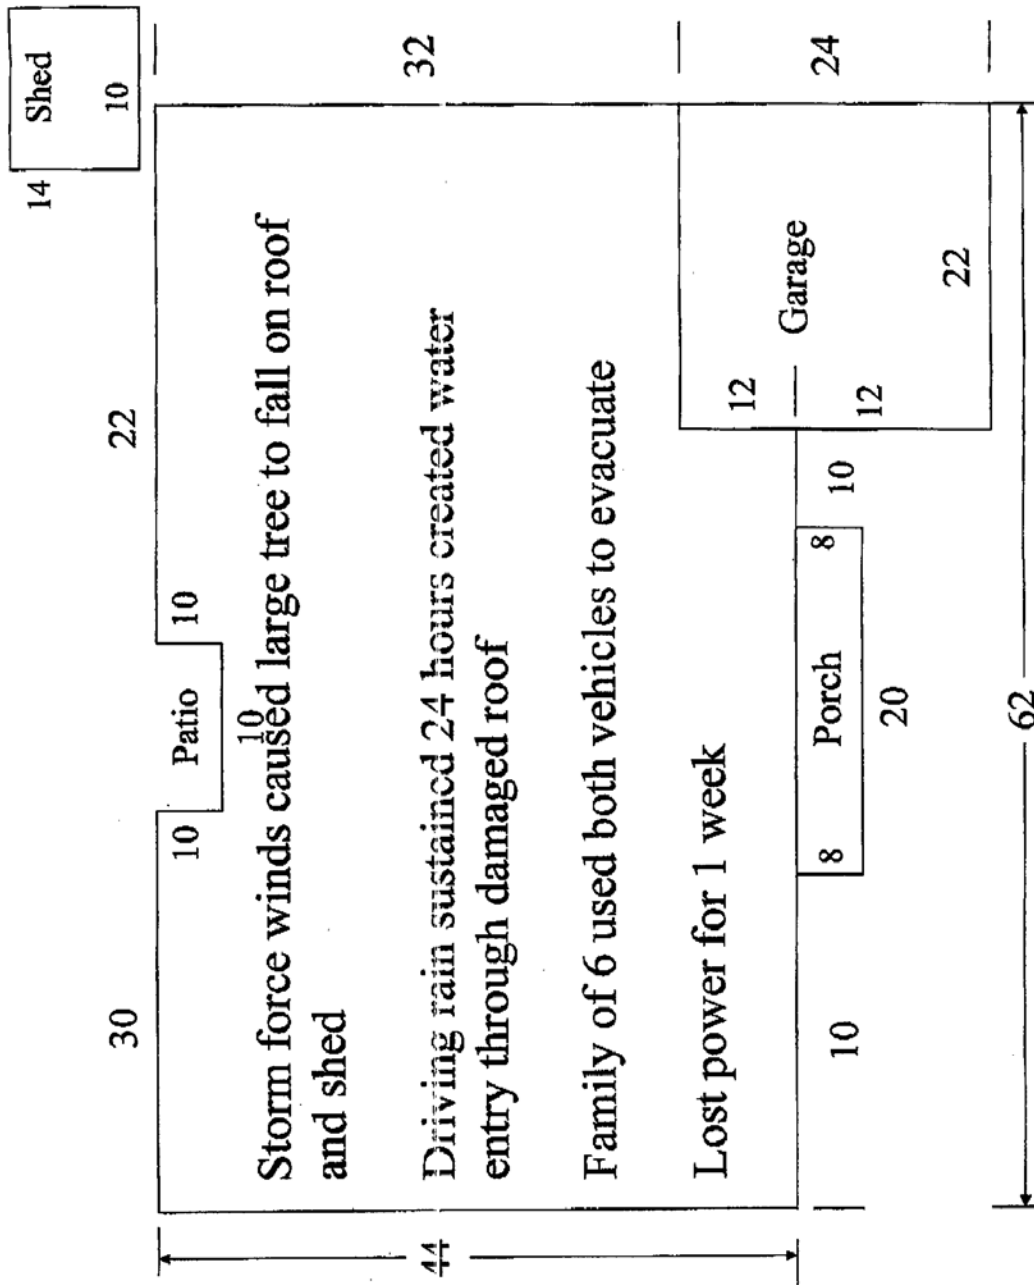 Shed
14
10
30
22
32
10
Patio
10
10
Storm force winds caused large tree to fall on roof
and shed
Driving rain sustained 24 hours created water
entry through damaged roof
Family of 6 used both vehicles to evacuate
Lost power for 1 week
44
12
12
Garage
24
22
10
8
Porch
8
10
20
62